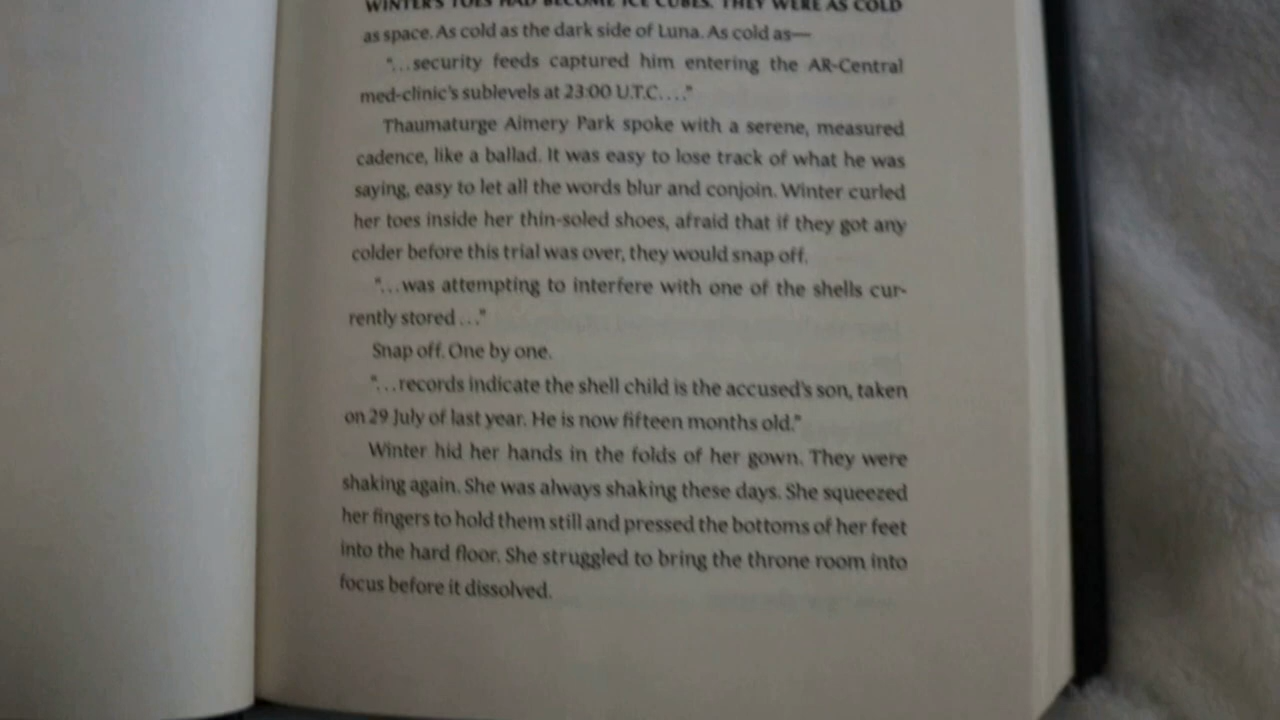 WINTER'S TOES HAD BECOME ICE CUBES. THEY WERE AS COLD
as space. As cold as the dark side of Luna. As cold as—
"...security feeds captured him entering the AR-Central
med-clinic's sublevels at 23:00 U.T.C...."
Thaumaturge Aimery Park spoke with a serene, measured
cadence, like a ballad. It was easy to lose track of what he was
saying, easy to let all the words blur and conjoin. Winter curled
her toes inside her thin-soled shoes, afraid that if they got any
colder before this trial was over, they would snap off.
"...was attempting to interfere with one of the shells cur-
rently stored..."
Snap off. One by one.
"...records indicate the shell child is the accused's son, taken
on 29 July of last year. He is now fifteen months old."
Winter hid her hands in the folds of her gown. They were
shaking again. She was always shaking these days. She squeezed
her fingers to hold them still and pressed the bottoms of her feet
into the hard floor. She struggled to bring the throne room into
focus before it dissolved.